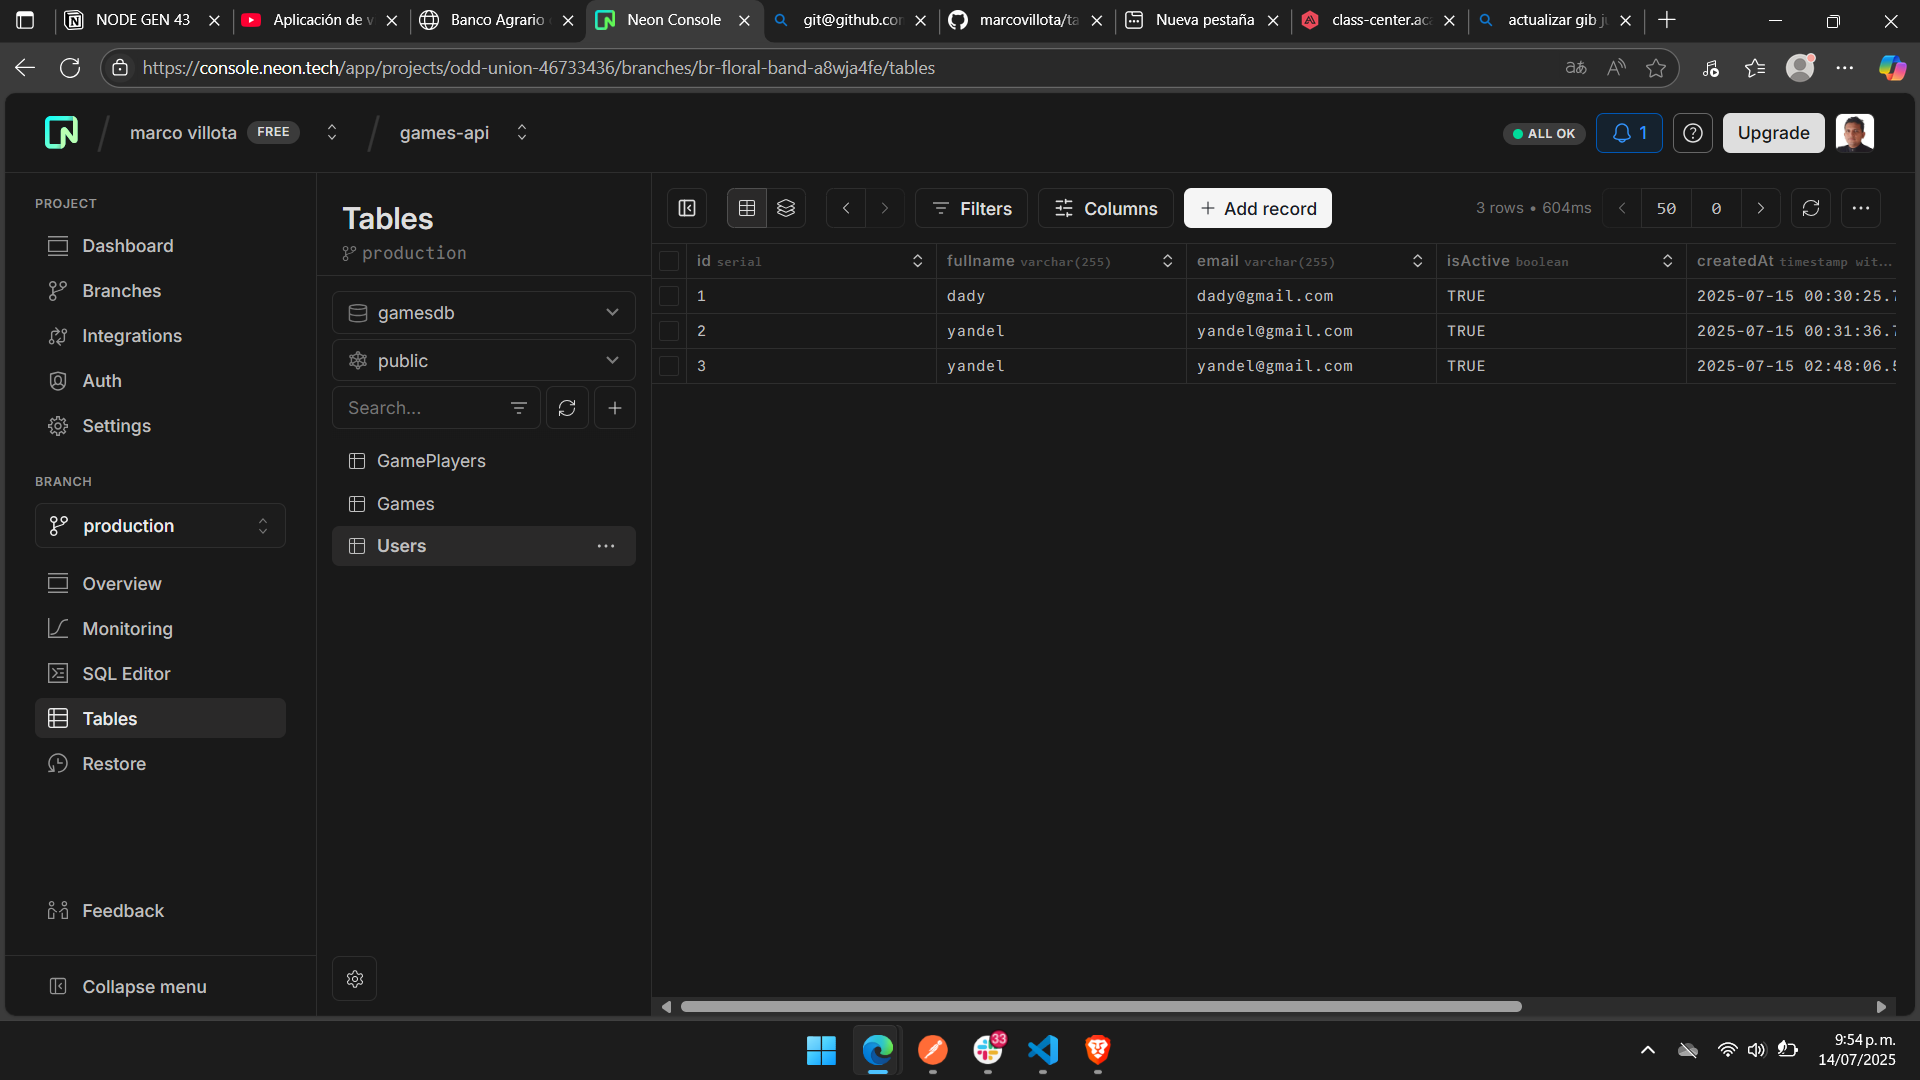 NODE GEN 43
Aplicación de v
Banco Agrario
Neon Console
git@github.co
marcovillota/ta
Nueva pestaña
class-center.ac
actualizar gib j
https://console.neon.tech/app/projects/odd-union-46733436/branches/br-floral-band-a8wja4fe/tables
marco villota FREE
games-api
ALL OK
1
Upgrade
PROJECT
Dashboard
Branches
Integrations
Auth
Settings
BRANCH
production
Overview
Monitoring
SQL Editor
Tables
Restore
Feedback
Collapse menu
Tables
production
gamesdb
public
Search...
GamePlayers
Games
Users
Filters
Columns
Add record
3 rows • 604ms
50
0
id serial fullname varchar(255) email varchar(255) isActive boolean createdAt timestamp wit...
1 dady dady@gmail.com TRUE 2025-07-15 00:30:25.7
2 yandel yandel@gmail.com TRUE 2025-07-15 00:31:36.7
3 yandel yandel@gmail.com TRUE 2025-07-15 02:48:06.5
33
9:54 p. m.
14/07/2025